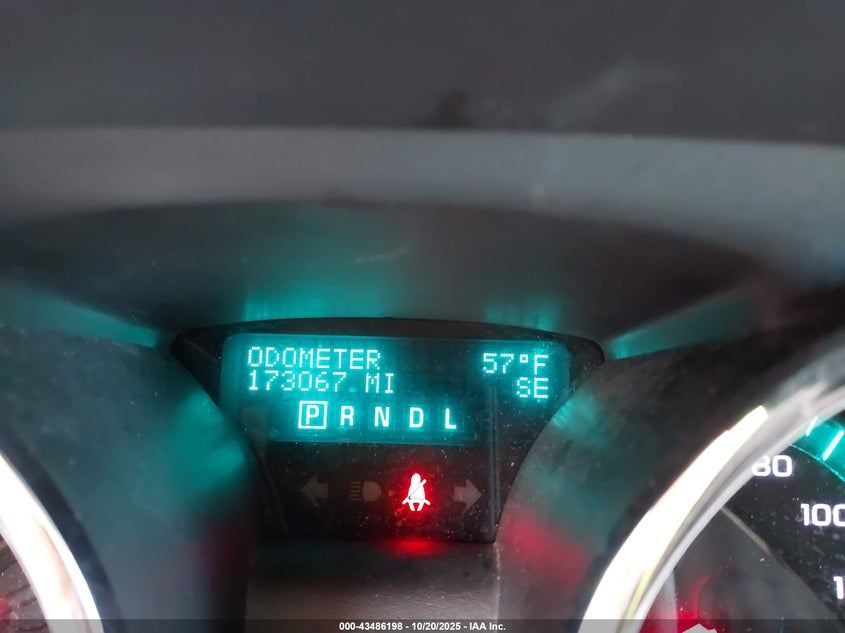 ODOMETER 57°F
173067 MI SE
P R N D L
80
100
000-43486198 - 10/20/2025 - IAA Inc.